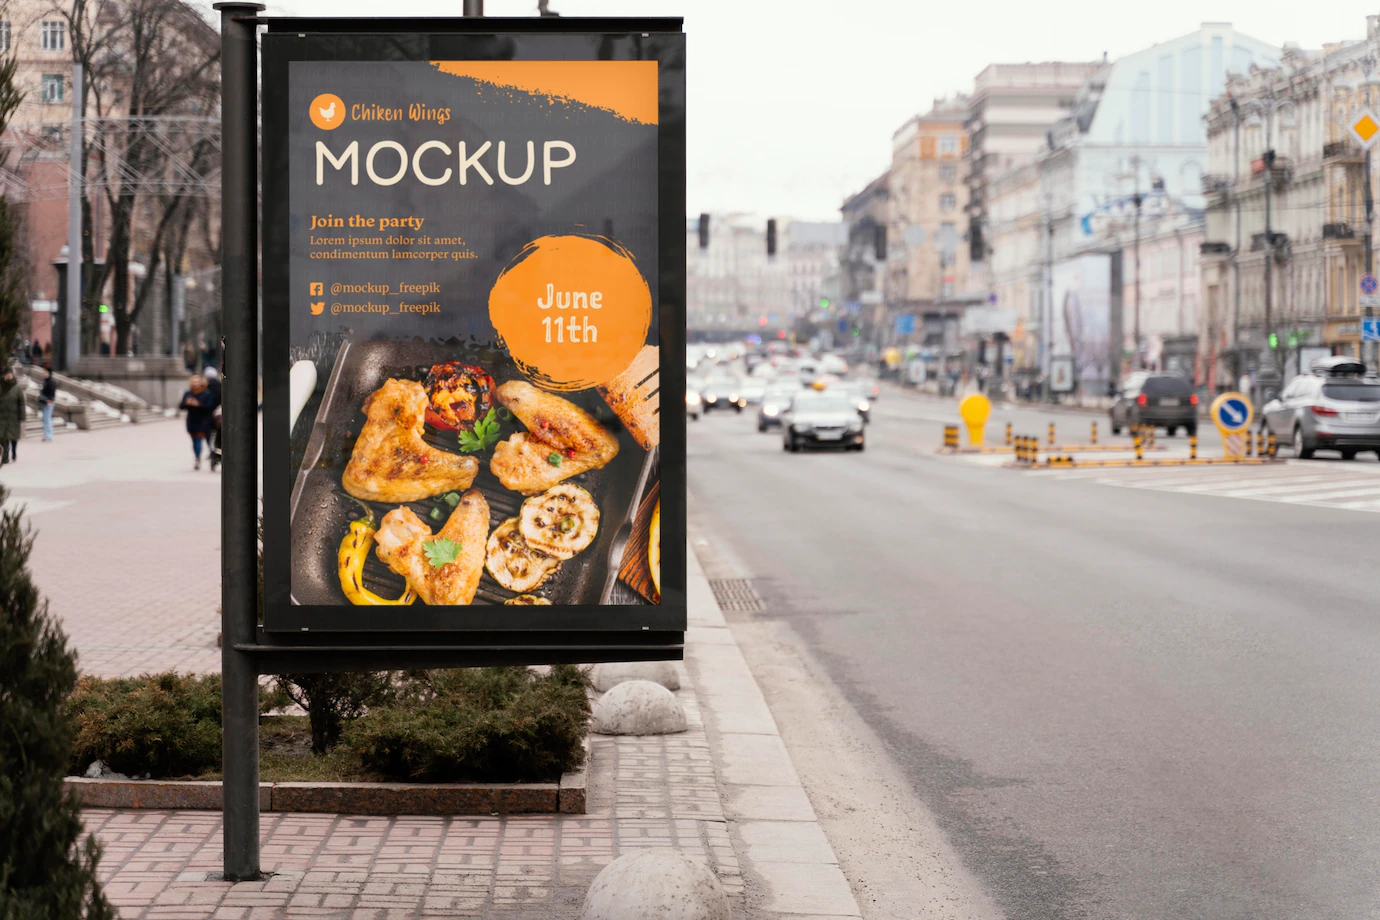 Chiken Wings
MOCKUP
Join the party
Lorem ipsum dolor sit amet,
condimentum lamcorper quis.
@mockup_freepik
@mockup_freepik
June
11th